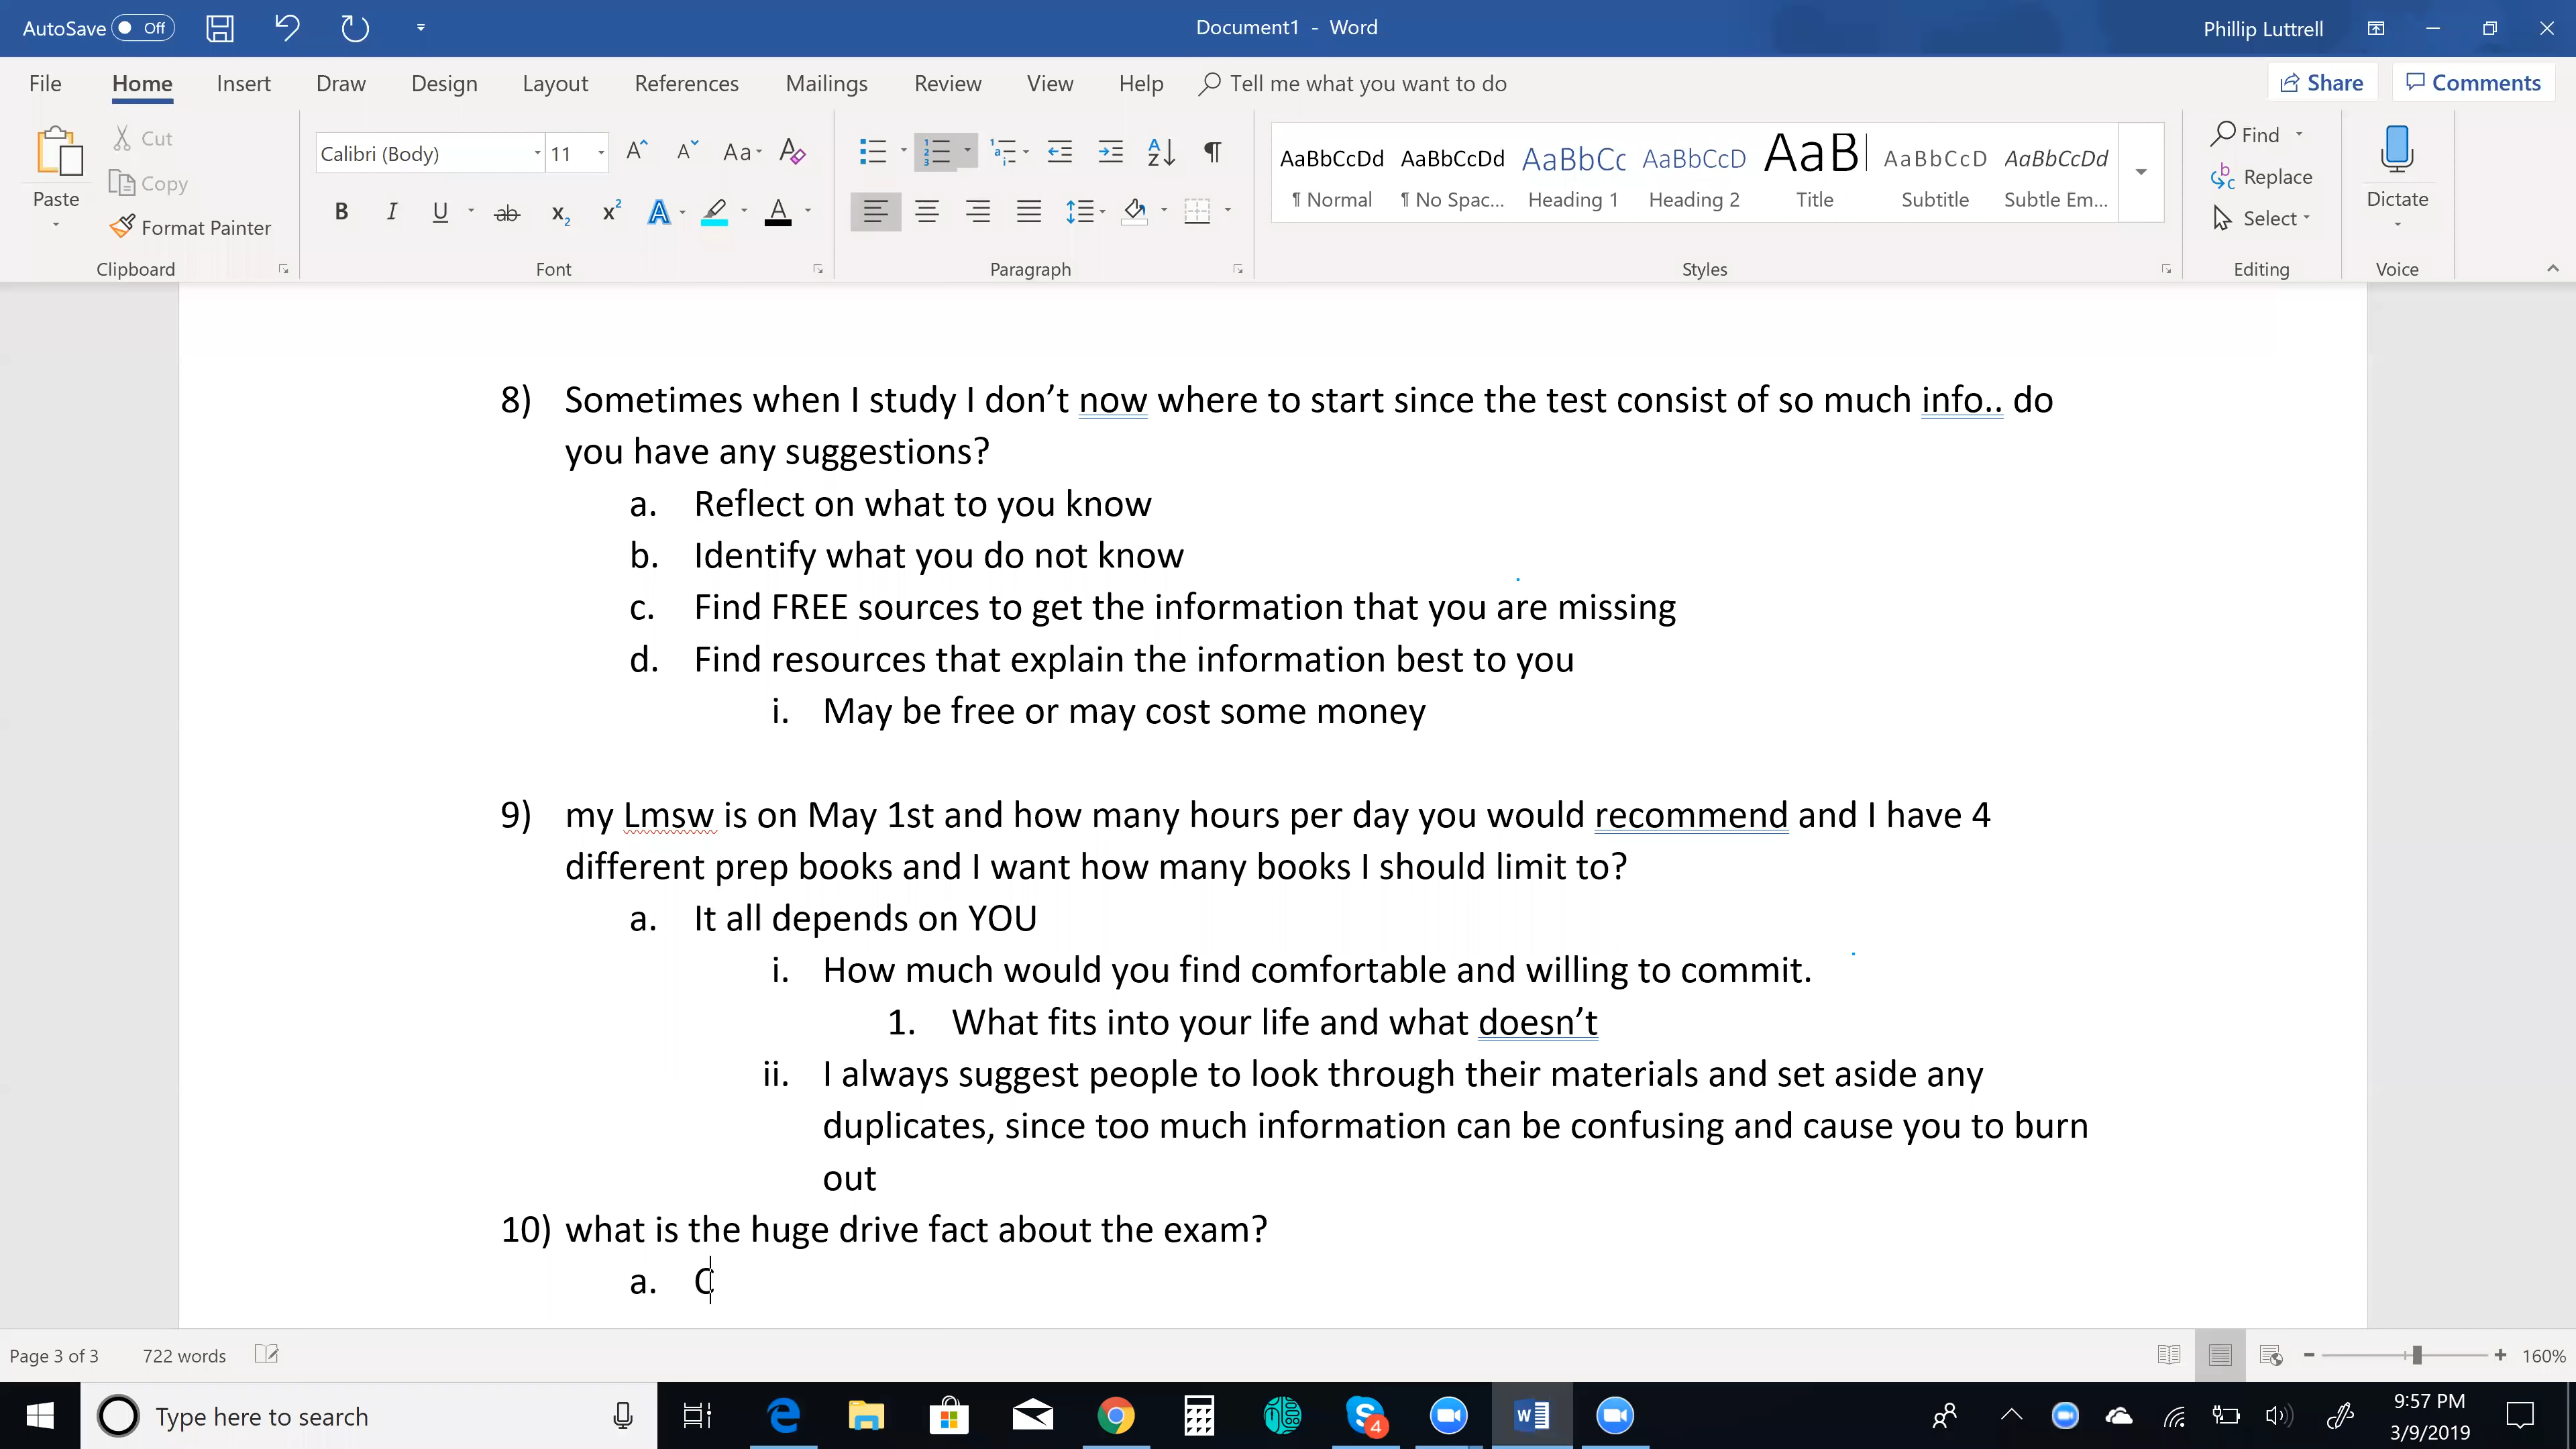 AutoSave Off Document1 - Word Phillip Luttrell
File Home Insert Draw Design Layout References Mailings Review View Help Tell me what you want to do Share Comments
Paste Cut Copy Format Painter Clipboard
Calibri (Body) 11 Font
Paragraph
AaBbCcDd AaBbCcDd AaBbCc AaBbCcD AaB AaBbCcD AaBbCcDd
¶ Normal ¶ No Spac... Heading 1 Heading 2 Title Subtitle Subtle Em...
Styles
Find Replace Select Editing
Dictate Voice
8) Sometimes when I study I don’t now where to start since the test consist of so much info.. do
you have any suggestions?
a. Reflect on what to you know
b. Identify what you do not know
c. Find FREE sources to get the information that you are missing
d. Find resources that explain the information best to you
i. May be free or may cost some money
9) my Lmsw is on May 1st and how many hours per day you would recommend and I have 4
different prep books and I want how many books I should limit to?
a. It all depends on YOU
i. How much would you find comfortable and willing to commit.
1. What fits into your life and what doesn’t
ii. I always suggest people to look through their materials and set aside any
duplicates, since too much information can be confusing and cause you to burn
out
10) what is the huge drive fact about the exam?
a. C
Page 3 of 3 722 words 160%
Type here to search 4 9:57 PM
3/9/2019